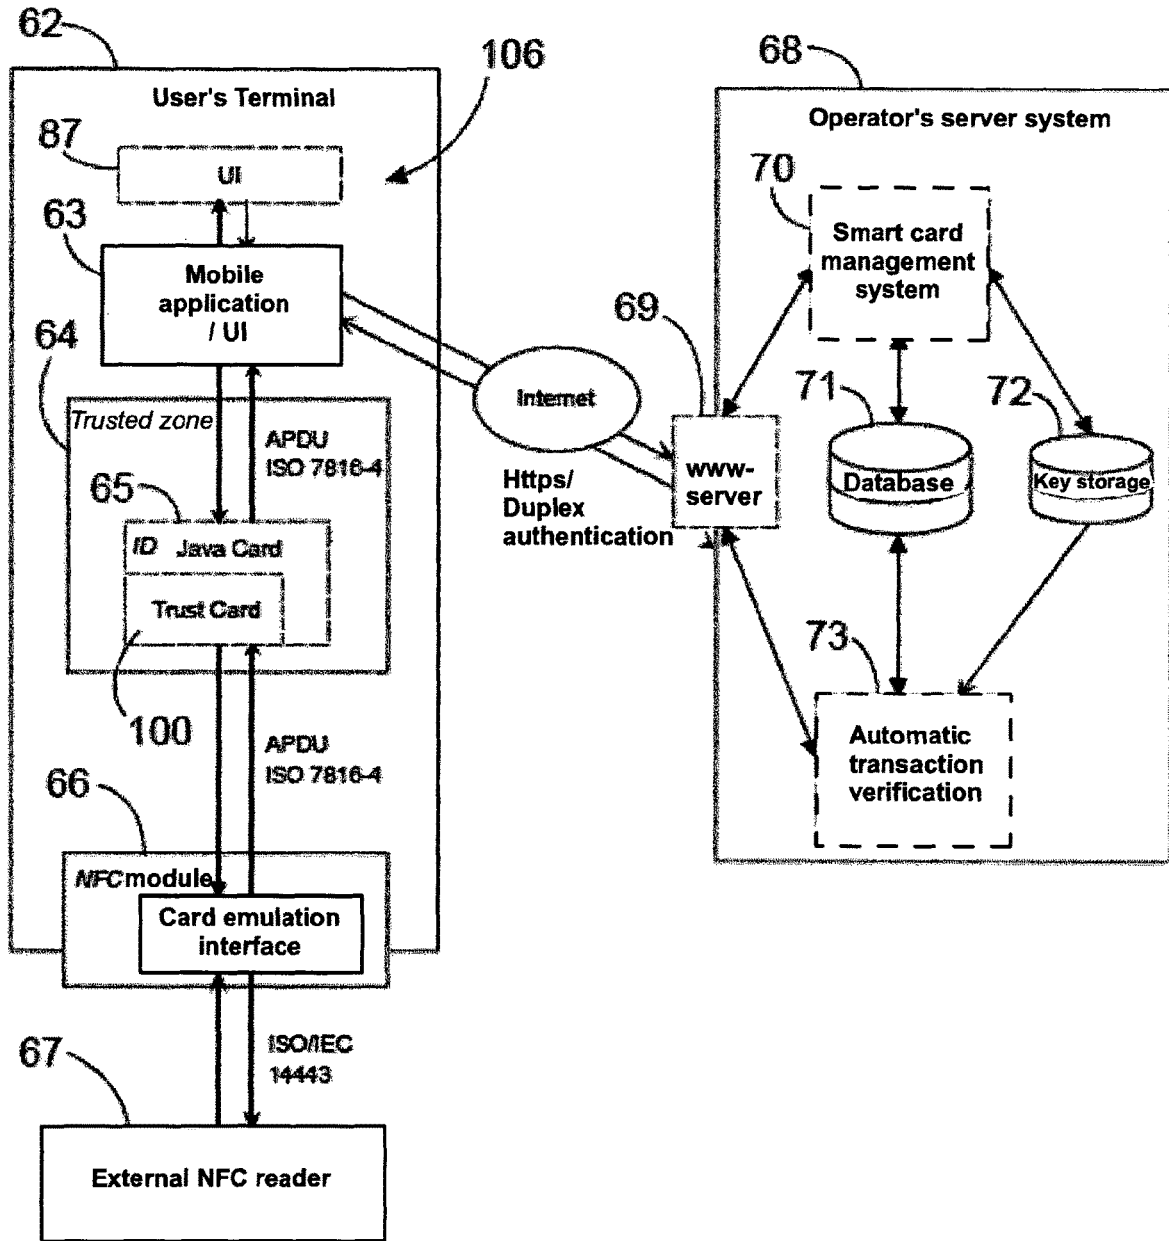 62
106
User's Terminal
87
UI
63
Mobile
application
/ UI
64
Trusted zone
APDU
ISO 7816-4
65
ID Java Card
Trust Card
100
APDU
ISO 7816-4
66
NFC module
Card emulation
interface
ISO/IEC
14443
67
External NFC reader
Internet
Https/
Duplex
authentication
68
Operator's server system
70
Smart card
management
system
69
www-
server
71
Database
72
Key storage
73
Automatic
transaction
verification